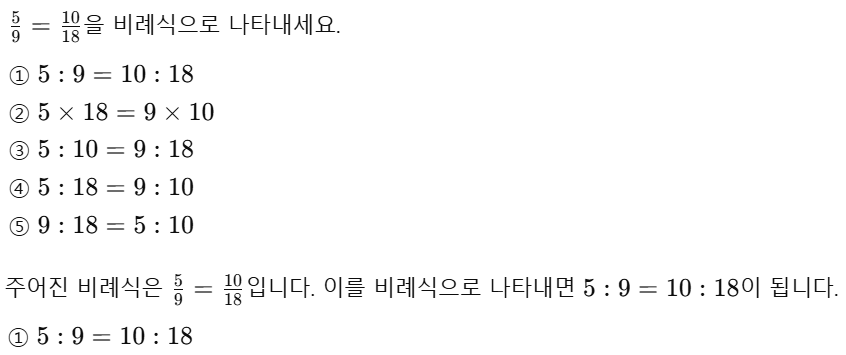 5/9 = 10/18을 비례식으로 나타내세요.
① 5 : 9 = 10 : 18
② 5 × 18 = 9 × 10
③ 5 : 10 = 9 : 18
④ 5 : 18 = 9 : 10
⑤ 9 : 18 = 5 : 10
주어진 비례식은 5/9 = 10/18입니다. 이를 비례식으로 나타내면 5 : 9 = 10 : 18이 됩니다.
① 5 : 9 = 10 : 18